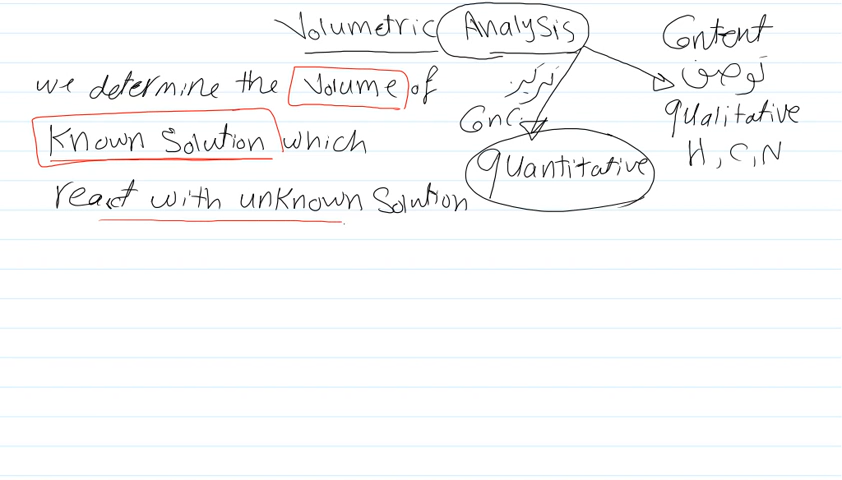 Volumetric Analysis
we determine the Volume of
Known Solution which
react with unknown Solution
تركيز
Conc.
quantitative
Content
توصف
qualitative
H, C, N